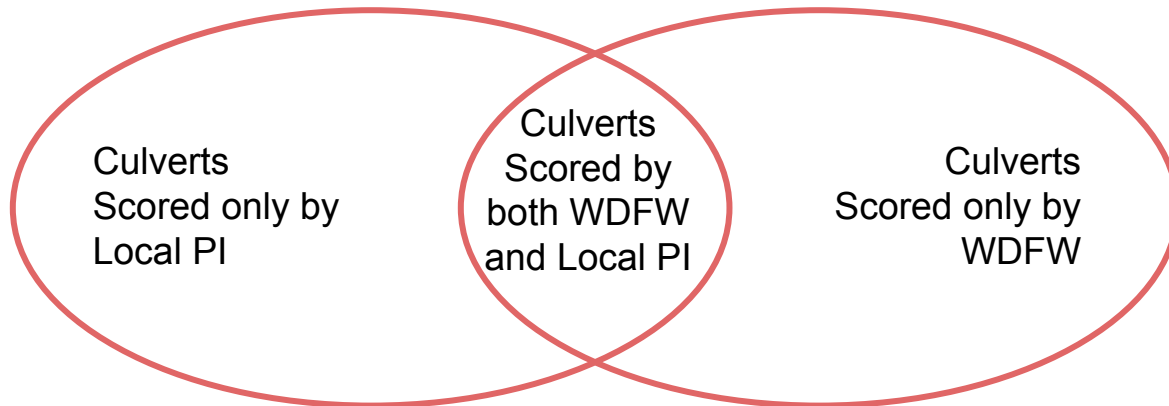 Culverts
Scored only by
Local PI
Culverts
Scored by
both WDFW
and Local PI
Culverts
Scored only by
WDFW